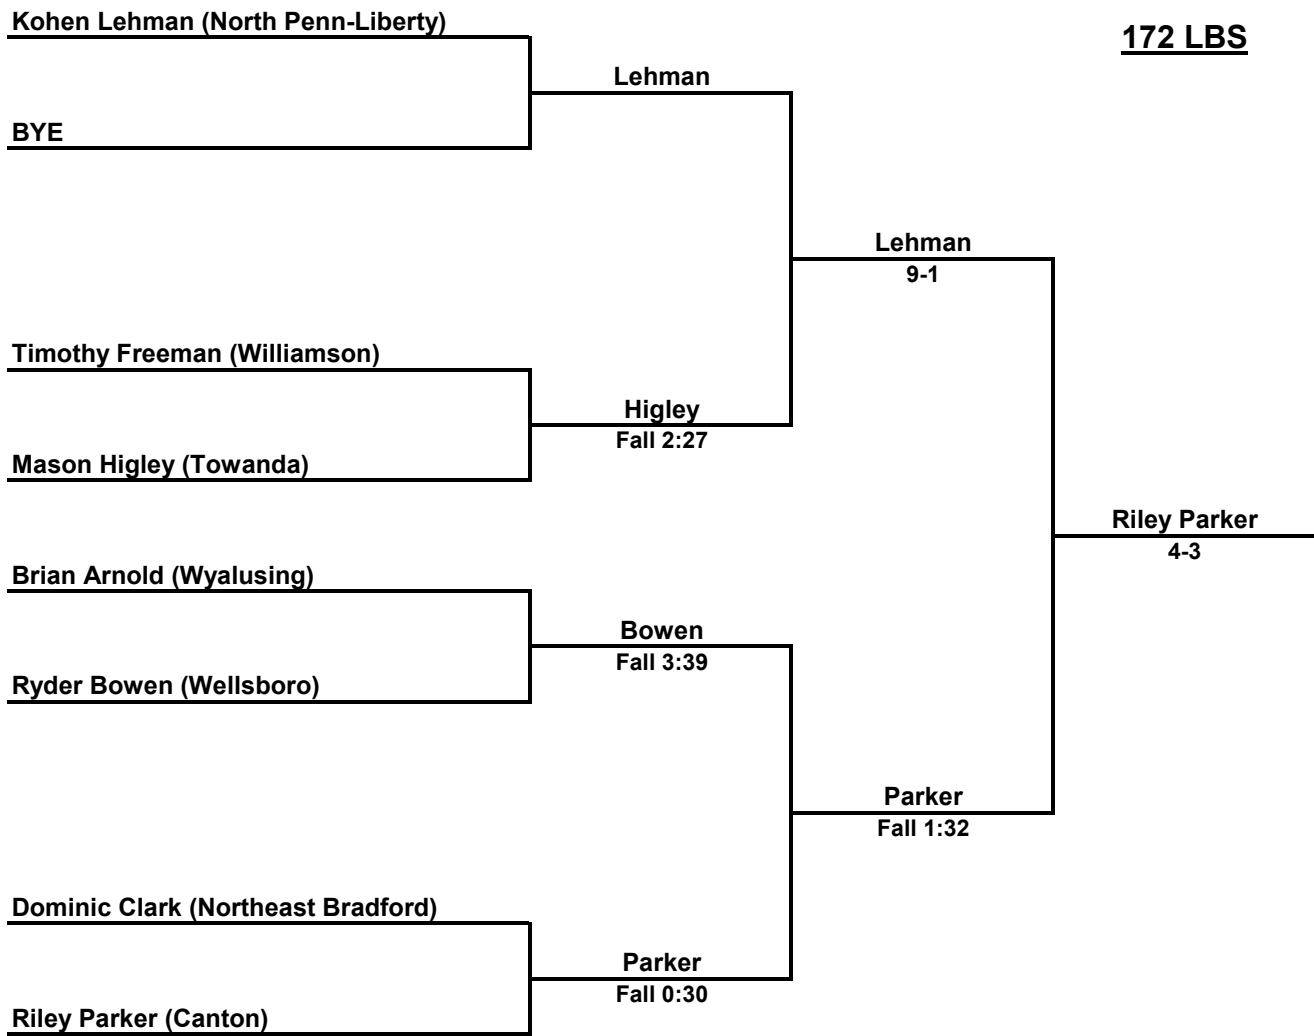 Kohen Lehman (North Penn-Liberty)
172 LBS
Lehman
BYE
Lehman
9-1
Timothy Freeman (Williamson)
Higley
Fall 2:27
Mason Higley (Towanda)
Riley Parker
4-3
Brian Arnold (Wyalusing)
Bowen
Fall 3:39
Ryder Bowen (Wellsboro)
Parker
Fall 1:32
Dominic Clark (Northeast Bradford)
Parker
Fall 0:30
Riley Parker (Canton)